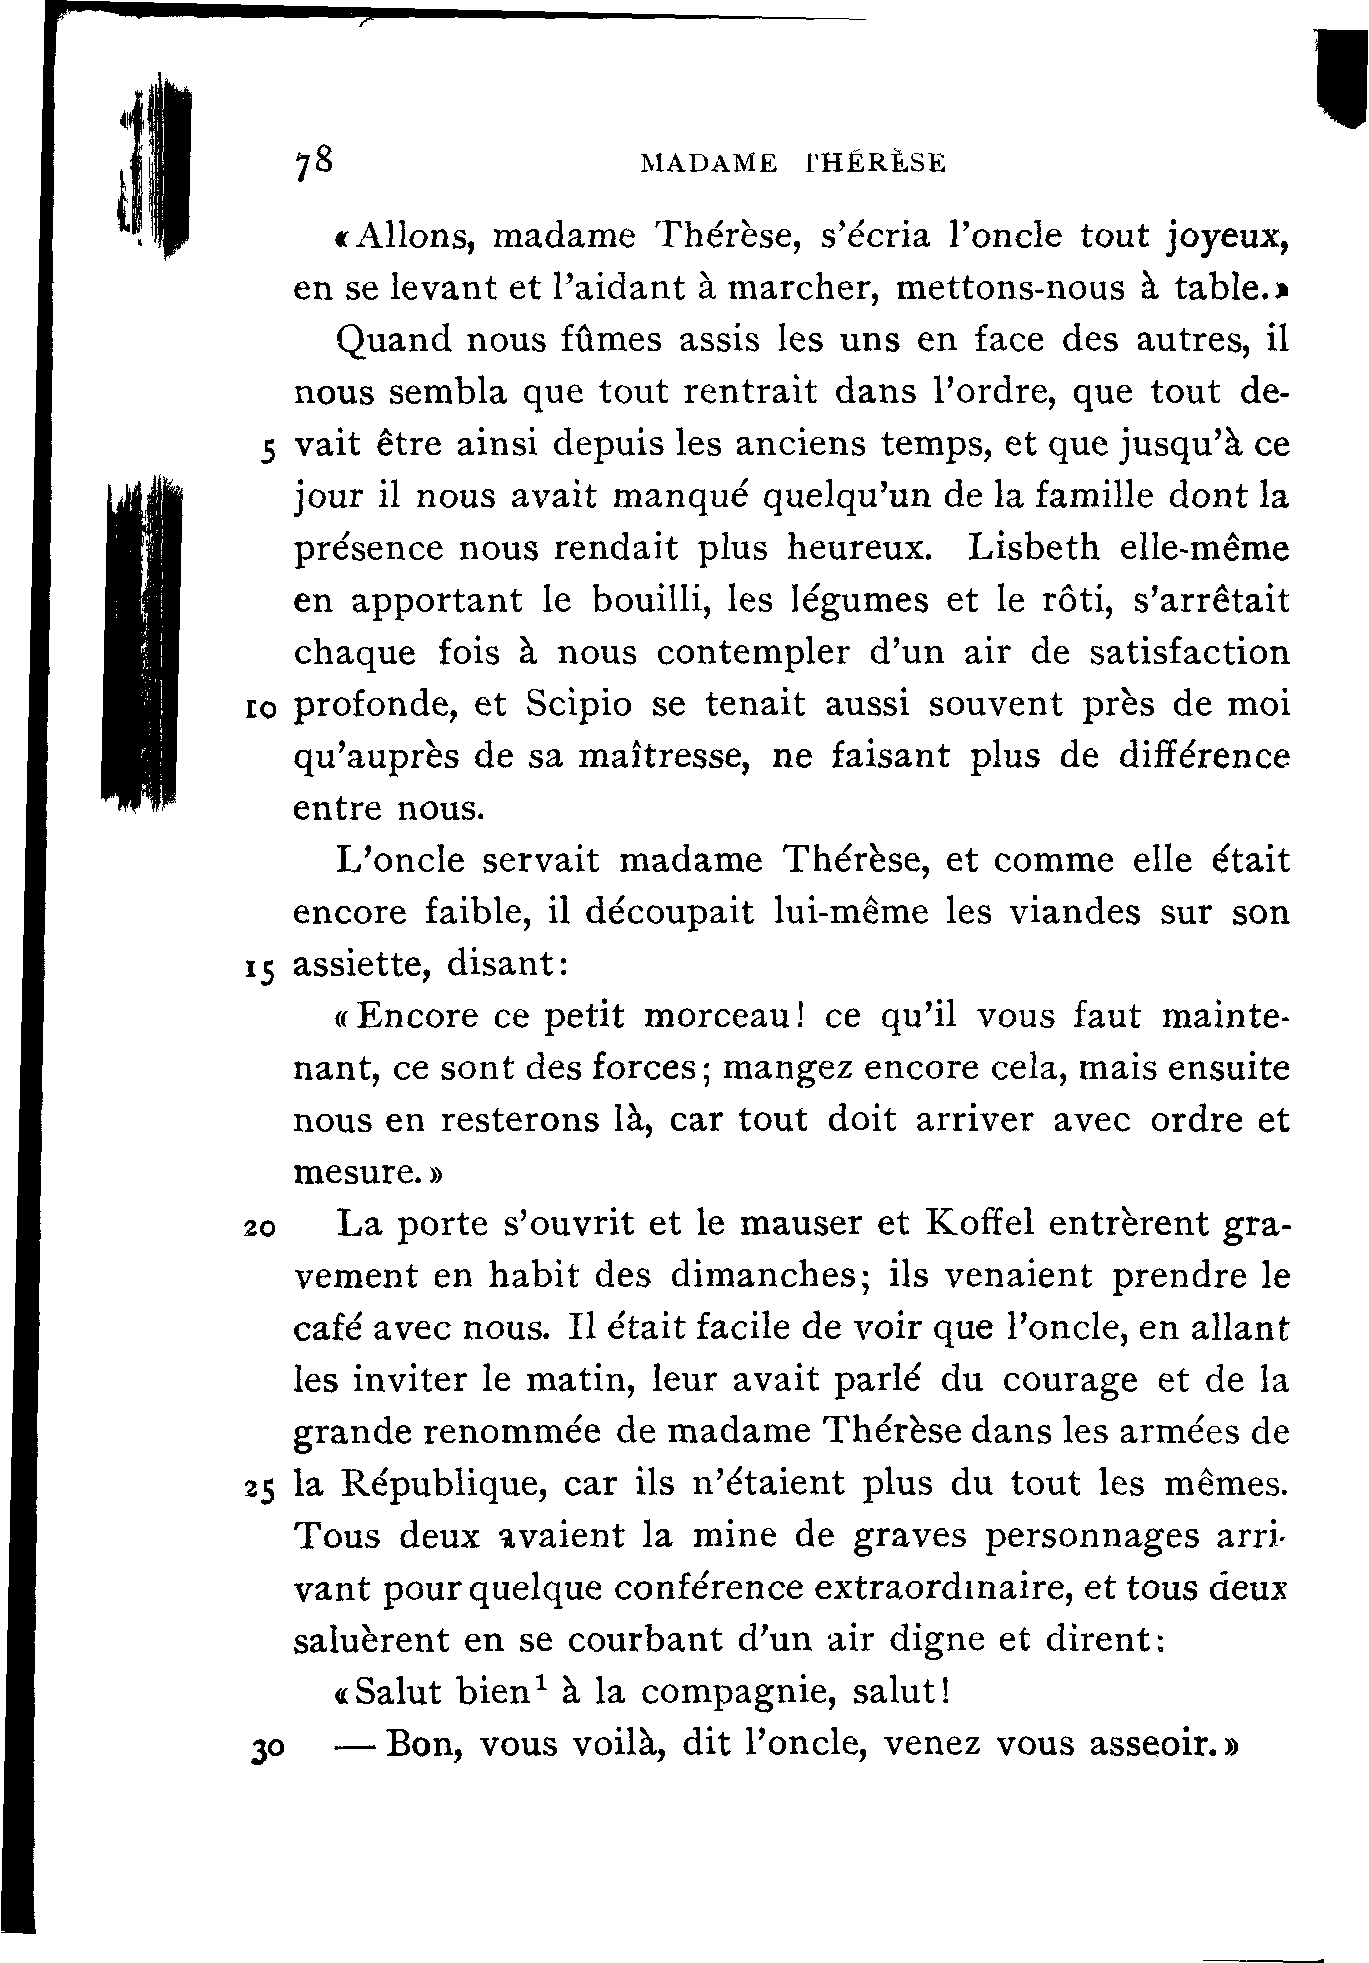 78 MADAME THÉRÈSE
«Allons, madame Thérèse, s'écria l'oncle tout joyeux,
en se levant et l'aidant à marcher, mettons-nous à table.»
Quand nous fûmes assis les uns en face des autres, il
nous sembla que tout rentrait dans l'ordre, que tout de-
5 vait être ainsi depuis les anciens temps, et que jusqu'à ce
jour il nous avait manqué quelqu'un de la famille dont la
présence nous rendait plus heureux. Lisbeth elle-même
en apportant le bouilli, les légumes et le rôti, s'arrêtait
chaque fois à nous contempler d'un air de satisfaction
10 profonde, et Scipio se tenait aussi souvent près de moi
qu'auprès de sa maîtresse, ne faisant plus de différence
entre nous.
L'oncle servait madame Thérèse, et comme elle était
encore faible, il découpait lui-même les viandes sur son
15 assiette, disant:
«Encore ce petit morceau! ce qu'il vous faut mainte-
nant, ce sont des forces; mangez encore cela, mais ensuite
nous en resterons là, car tout doit arriver avec ordre et
mesure.»
20 La porte s'ouvrit et le mauser et Koffel entrèrent gra-
vement en habit des dimanches; ils venaient prendre le
café avec nous. Il était facile de voir que l'oncle, en allant
les inviter le matin, leur avait parlé du courage et de la
grande renommée de madame Thérèse dans les armées de
25 la République, car ils n'étaient plus du tout les mêmes.
Tous deux avaient la mine de graves personnages arri-
vant pour quelque conférence extraordinaire, et tous deux
saluèrent en se courbant d'un air digne et dirent:
«Salut bien¹ à la compagnie, salut!
30 — Bon, vous voilà, dit l'oncle, venez vous asseoir.»